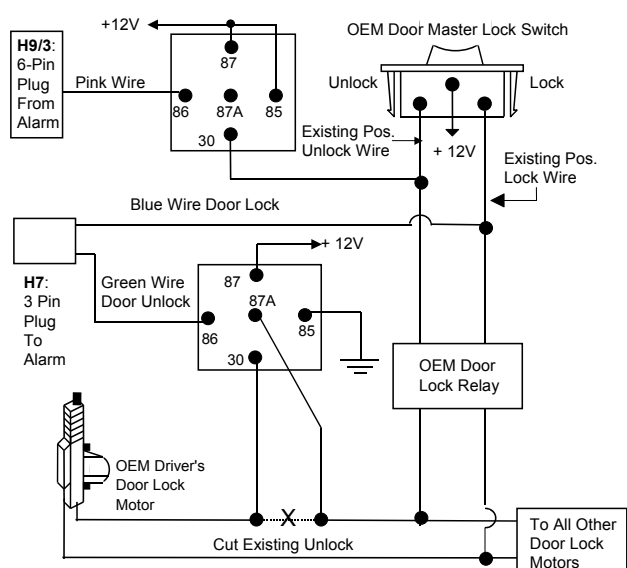 +12V
OEM Door Master Lock Switch
H9/3:
6-Pin
Plug
From
Alarm
Pink Wire
87
86
87A
85
30
Unlock
Lock
Existing Pos.
Unlock Wire
+ 12V
Existing Pos.
Lock Wire
Blue Wire Door Lock
+ 12V
H7:
3 Pin
Plug
To
Alarm
Green Wire
Door Unlock
87
87A
86
85
30
OEM Door
Lock Relay
OEM Driver's
Door Lock
Motor
X
Cut Existing Unlock
To All Other
Door Lock
Motors